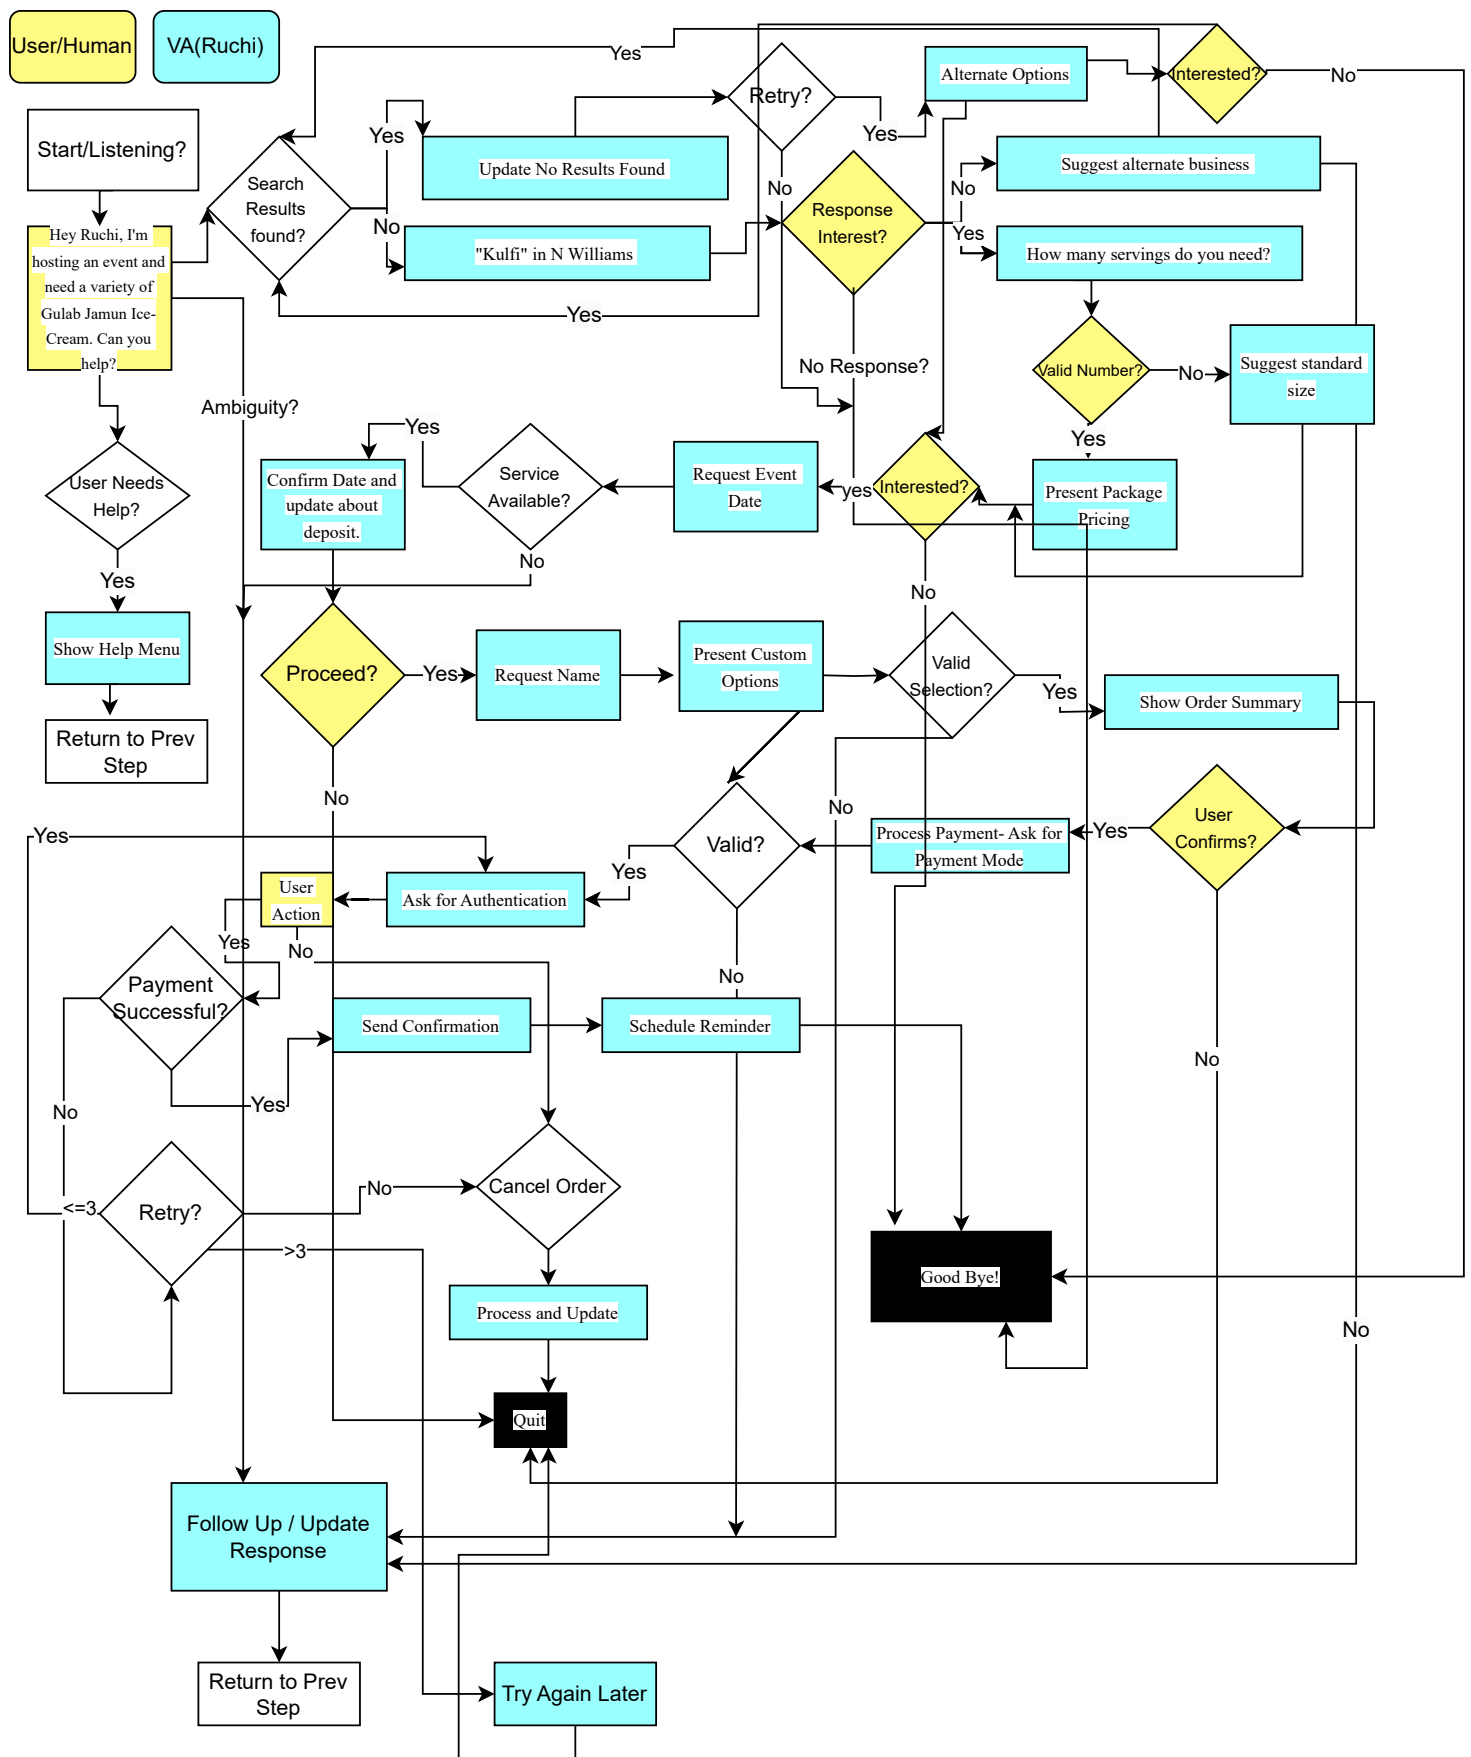 User/Human
VA(Ruchi)
Yes
Alternate Options
Interested?
No
Retry?
Start/Listening?
Yes
Yes
Update No Results Found
Suggest alternate business
Search
Results
found?
No
No
Response
Interest?
No
Yes
Hey Ruchi, I'm
hosting an event and
need a variety of
Gulab Jamun Ice-
Cream. Can you
help?
"Kulfi" in N Williams
How many servings do you need?
Yes
No Response?
Valid Number?
No
Suggest standard
size
Ambiguity?
Yes
Yes
User Needs
Help?
Confirm Date and
update about
deposit.
Service
Available?
Request Event
Date
yes
Interested?
Present Package
Pricing
No
Yes
No
Show Help Menu
Proceed?
Yes
Request Name
Present Custom
Options
Valid
Selection?
Yes
Show Order Summary
Return to Prev
Step
No
No
Yes
Valid?
Process Payment- Ask for
Payment Mode
Yes
User
Confirms?
Yes
User
Action
Ask for Authentication
Yes
No
No
Payment
Successful?
Send Confirmation
Schedule Reminder
No
No
Yes
Retry?
<=3
No
Cancel Order
>3
Good Bye!
Process and Update
No
Quit
Follow Up / Update
Response
Return to Prev
Step
Try Again Later